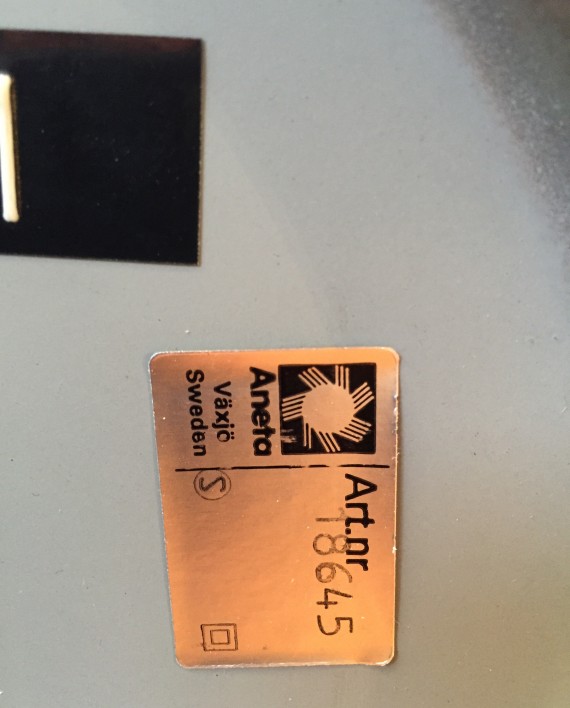 Aneta
Växjö
Sweden
Art.nr
18645
S